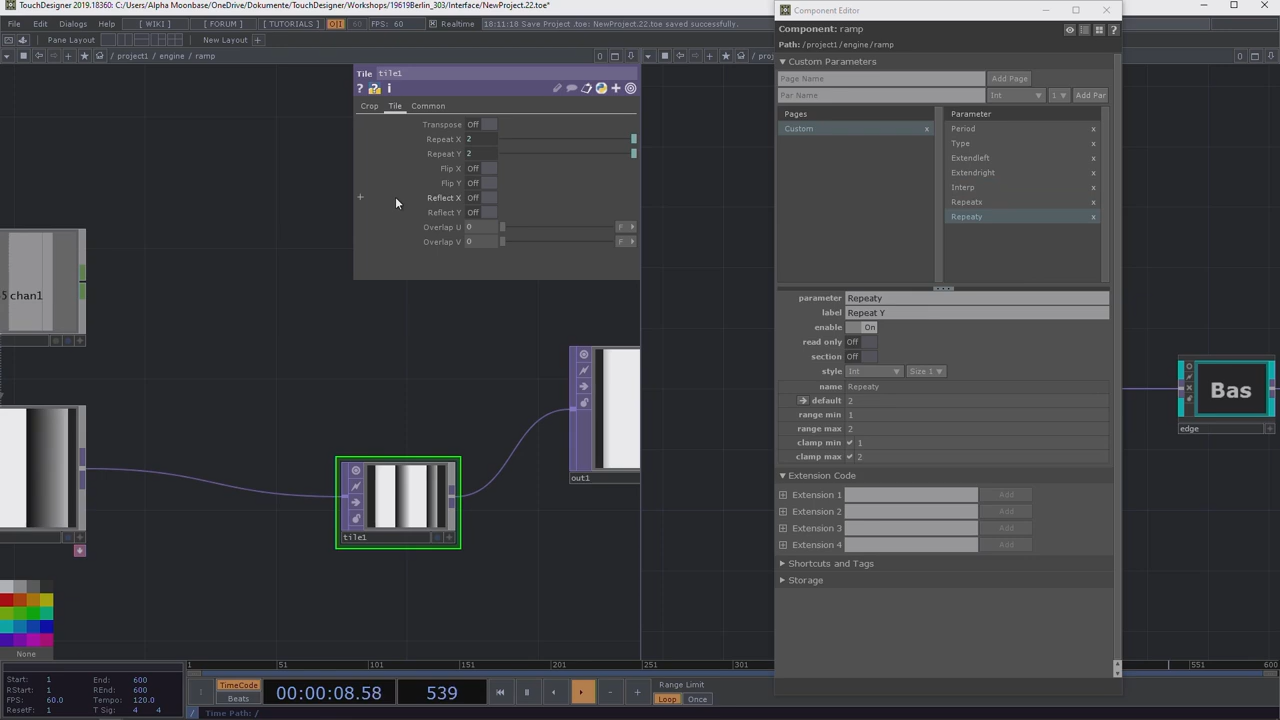 TouchDesigner 2019.18360: C:/Users/Alpha Moonbase/OneDrive/Dokumente/TouchDesigner/Workshops/19619Berlin_303/Interface/NewProject.22.toe*
File Edit Dialogs Help [ WIKI ] [ FORUM ] [ TUTORIALS ] O|I FPS: 60 Realtime 18:11:18 Save Project .toe: NewProject.22.toe saved successfully.
Pane Layout New Layout +
/ project1 / engine / ramp
0
Tile tile1
? ? i
Crop Tile Common
Transpose Off
Repeat X 2
Repeat Y 2
Flip X Off
Flip Y Off
Reflect X Off
Reflect Y Off
Overlap U 0 F
Overlap V 0 F
5 chan1
tile1
out1
None
Component Editor
Component: ramp
Path: /project1/engine/ramp
Custom Parameters
Page Name Add Page
Par Name Int 1 Add Par
Pages Parameter
Custom x Period x
Type x
Extendleft x
Extendright x
Interp x
Repeatx x
Repeaty x
parameter Repeaty
label Repeat Y
enable On
read only Off
section Off
style Int Size 1
name Repeaty
default 2
range min 1
range max 2
clamp min 1
clamp max 2
Extension Code
Extension 1 Add
Extension 2 Add
Extension 3 Add
Extension 4 Add
Shortcuts and Tags
Storage
/ project1 / engine / ramp
0
Bas
edge
1 51 101 151 201 251 301 551 600
Start: 1 End: 600
RStart: 1 REnd: 600
FPS: 60.0 Tempo: 120.0
ResetF: 1 T Sig: 4 4
TimeCode
Beats
00:00:08.58
539
Range Limit
Loop Once
/ Time Path: /